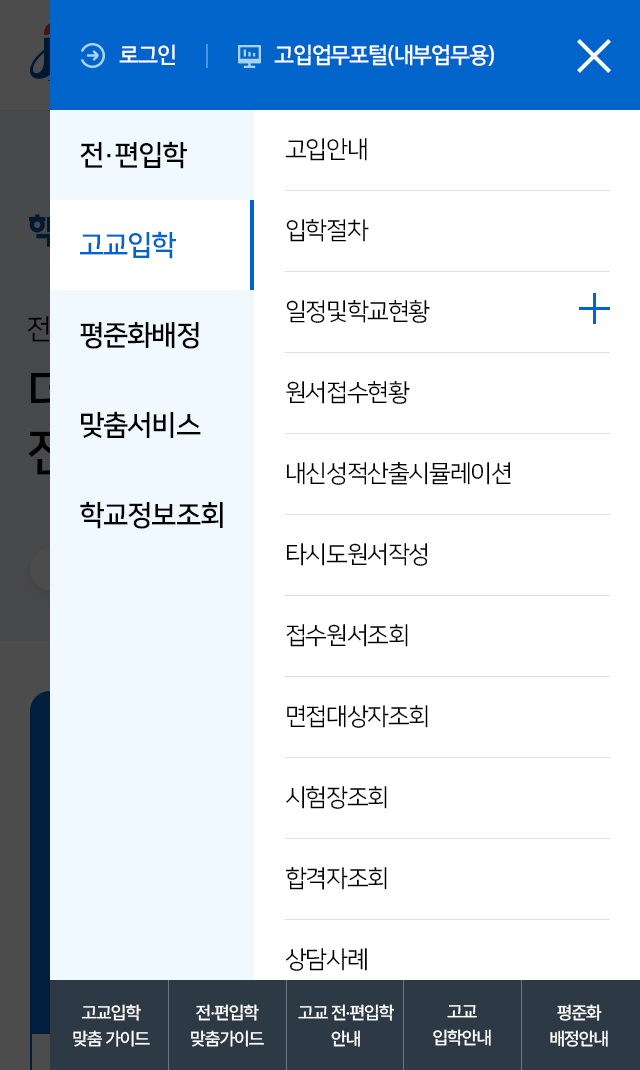 로그인
고입업무포털(내부업무용)
전·편입학
고교입학
평준화배정
맞춤서비스
학교정보조회
고입안내
입학절차
일정및학교현황
원서접수현황
내신성적산출시뮬레이션
타시도원서작성
접수원서조회
면접대상자조회
시험장조회
합격자조회
상담사례
고교입학
맞춤 가이드
전·편입학
맞춤가이드
고교 전·편입학
안내
고교
입학안내
평준화
배정안내